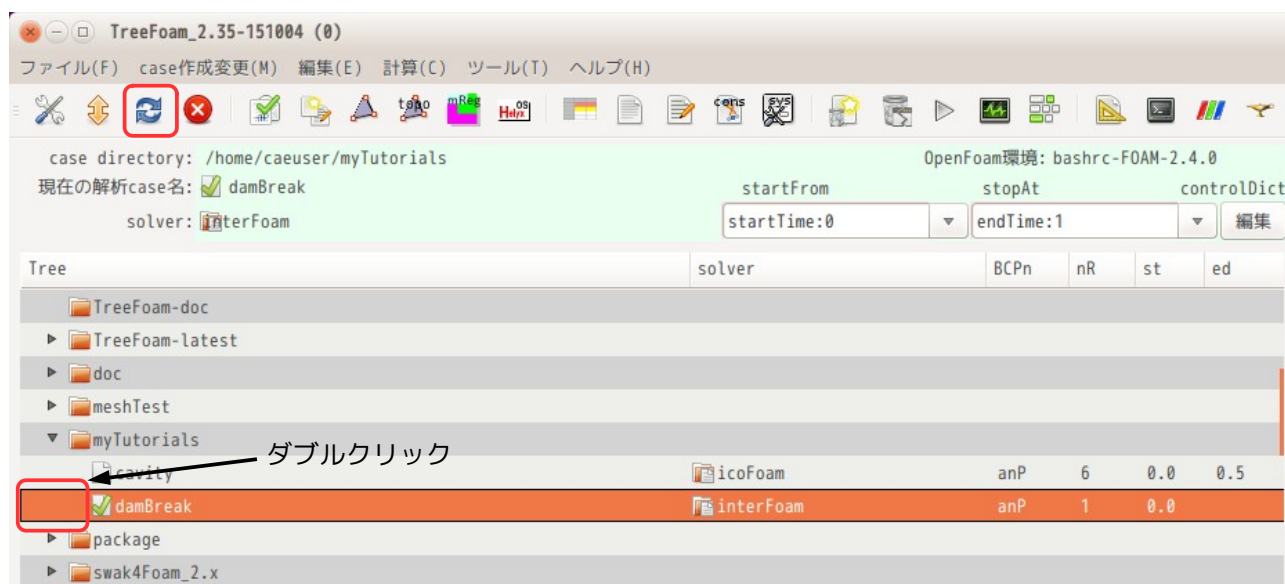 TreeFoam_2.35-151004 (0)
ファイル(F) case作成変更(M) 編集(E) 計算(C) ツール(T) ヘルプ(H)
topo mReg Helyx OS cons sys
case directory: /home/caeuser/myTutorials OpenFoam環境: bashrc-FOAM-2.4.0
現在の解析case名: damBreak startFrom stopAt controlDict
solver: interFoam startTime:0 endTime:1 編集
Tree solver BCPn nR st ed
TreeFoam-doc
TreeFoam-latest
doc
meshTest
myTutorials
ダブルクリック
cavity icoFoam anP 6 0.0 0.5
damBreak interFoam anP 1 0.0
package
swak4Foam_2.x